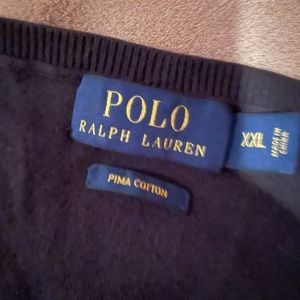 POLO
RALPH LAUREN
XXL
MADE IN
CHINA
PIMA COTTON